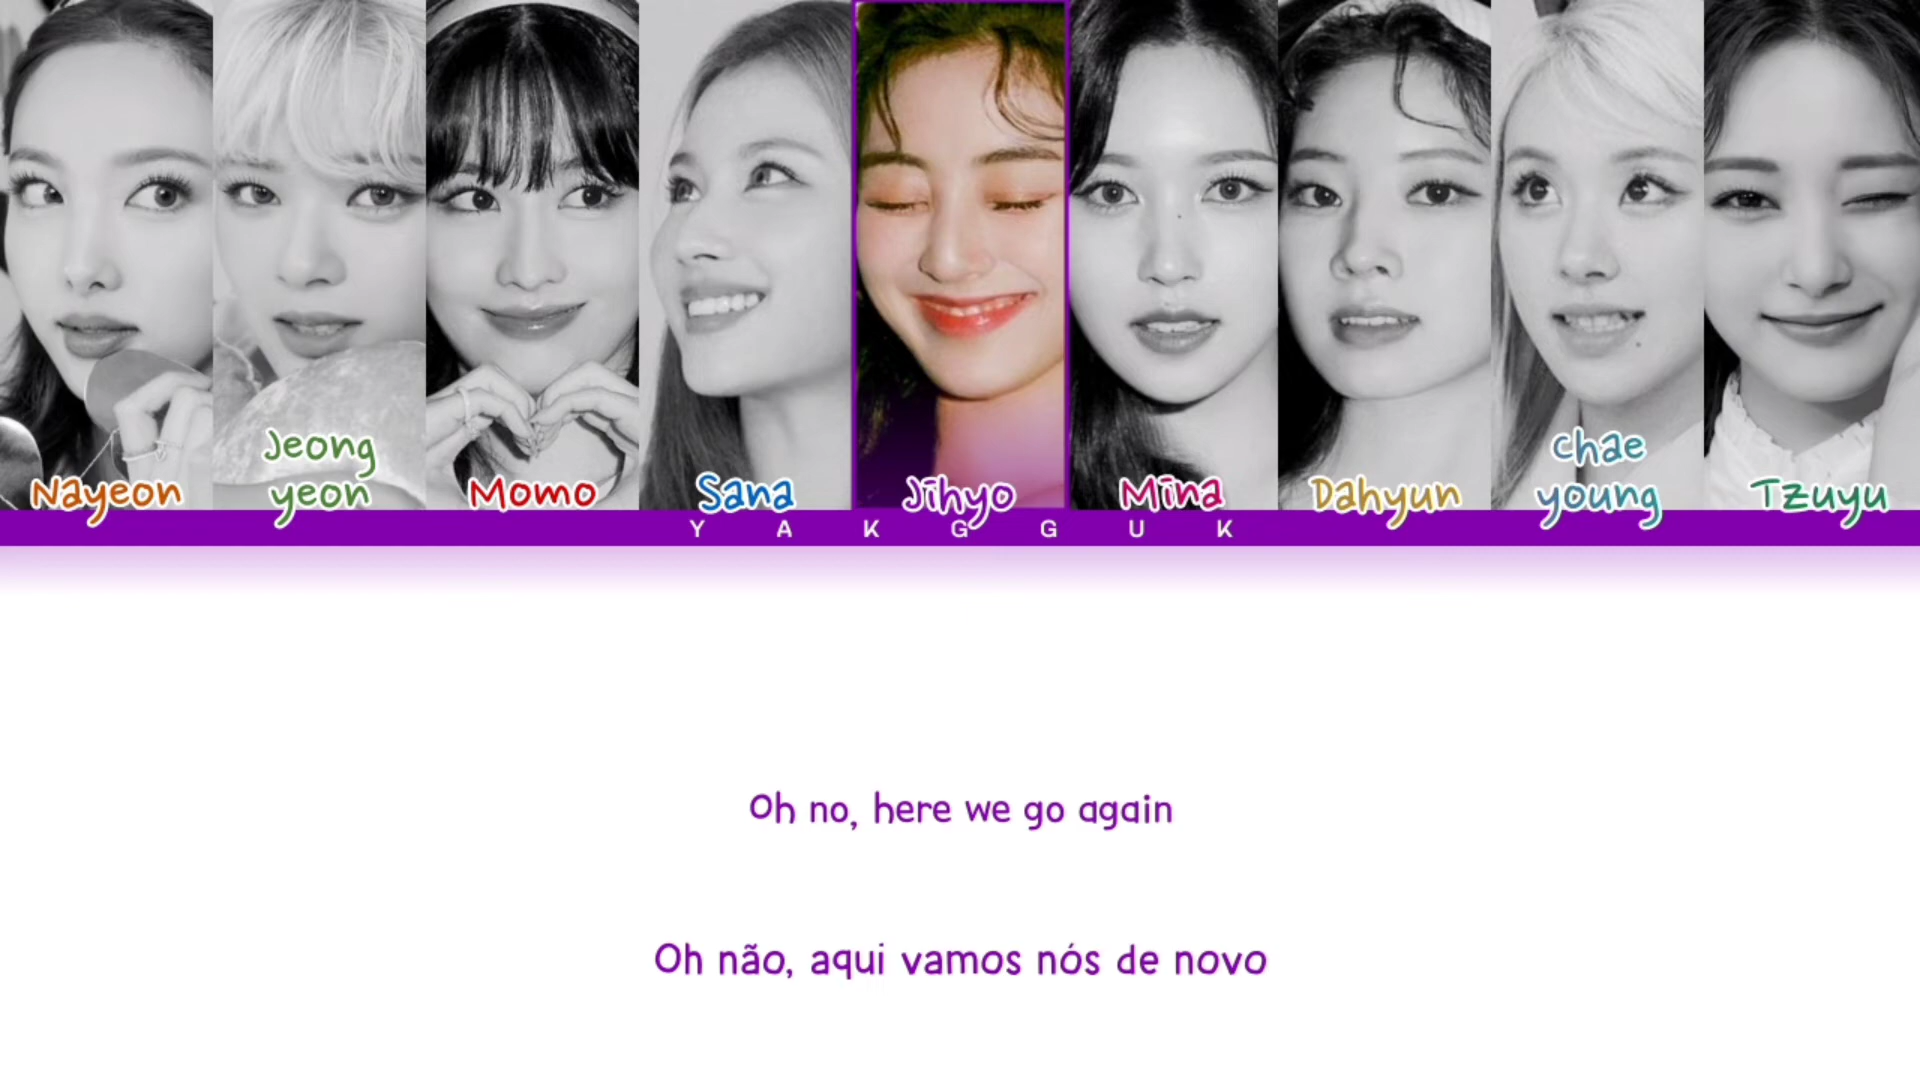 Nayeon
Jeong
yeon
Momo
Sana
Jihyo
Mina
Dahyun
chae
young
Tzuyu
YAKGGUK
Oh no, here we go again
Oh não, aqui vamos nós de novo